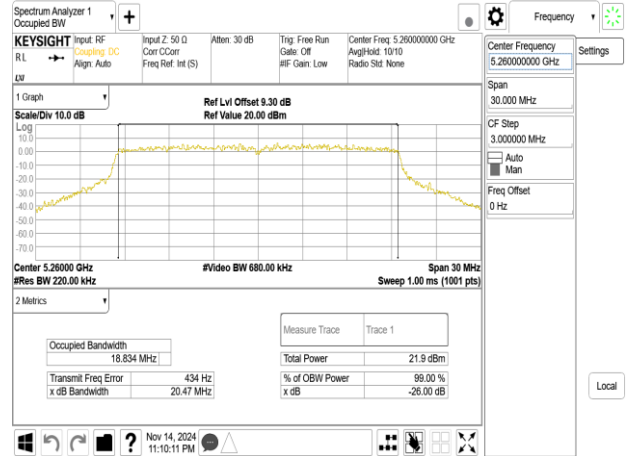 Spectrum Analyzer 1
Occupied BW
+
Frequency
KEYSIGHT
RL
LXI
Input: RF
Coupling: DC
Align: Auto
Input Z: 50 Ω
Corr CCorr
Freq Ref: Int (S)
Atten: 30 dB
Trig: Free Run
Gate: Off
#IF Gain: Low
Center Freq: 5.260000000 GHz
Avg|Hold: 10/10
Radio Std: None
Center Frequency
5.260000000 GHz
Settings
Span
30.000 MHz
CF Step
3.000000 MHz
Auto
Man
Freq Offset
0 Hz
Local
1 Graph
Scale/Div 10.0 dB
Ref Lvl Offset 9.30 dB
Ref Value 20.00 dBm
Log
10.0
0.00
-10.0
-20.0
-30.0
-40.0
-50.0
-60.0
-70.0
Center 5.26000 GHz
#Res BW 220.00 kHz
#Video BW 680.00 kHz
Span 30 MHz
Sweep 1.00 ms (1001 pts)
2 Metrics
Measure Trace
Trace 1
Occupied Bandwidth
18.834 MHz
Total Power
21.9 dBm
Transmit Freq Error
434 Hz
% of OBW Power
99.00 %
x dB Bandwidth
20.47 MHz
x dB
-26.00 dB
?
Nov 14, 2024
11:10:11 PM